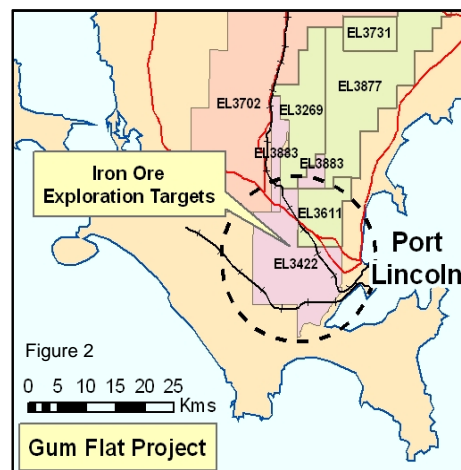 EL3731
EL3877
EL3702
EL3269
EL3883
EL3883
Iron Ore
Exploration Targets
EL3611
Port
Lincoln
EL3422
Figure 2
0 5 10 15 20 25
Kms
Gum Flat Project